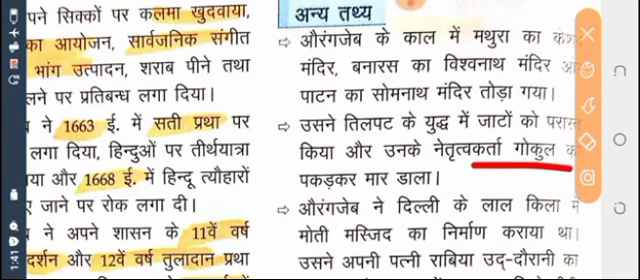 पने सिक्कों पर कलमा खुदवाया,
का आयोजन, सार्वजनिक संगीत
भांग उत्पादन, शराब पीने तथा
लने पर प्रतिबन्ध लगा दिया।
ने 1663 ई. में सती प्रथा पर
लगा दिया, हिन्दुओं पर तीर्थयात्रा
या और 1668 ई. में हिन्दू त्यौहारों
जाने पर रोक लगा दी।
ने अपने शासन के 11वें वर्ष
दर्शन और 12वें वर्ष तुलादान प्रथा
अन्य तथ्य
⇨ औरंगजेब के काल में मथुरा का
मंदिर, बनारस का विश्वनाथ मंदिर
पाटन का सोमनाथ मंदिर तोड़ा गया।
⇨ उसने तिलपट के युद्ध में जाटों को परास्त
किया और उनके नेतृत्वकर्ता गोकुल
पकड़कर मार डाला।
⇨ औरंगजेब ने दिल्ली के लाल किला में
मोती मस्जिद का निर्माण कराया था।
उसने अपनी पत्नी राबिया उद्-दौरानी का
1:41